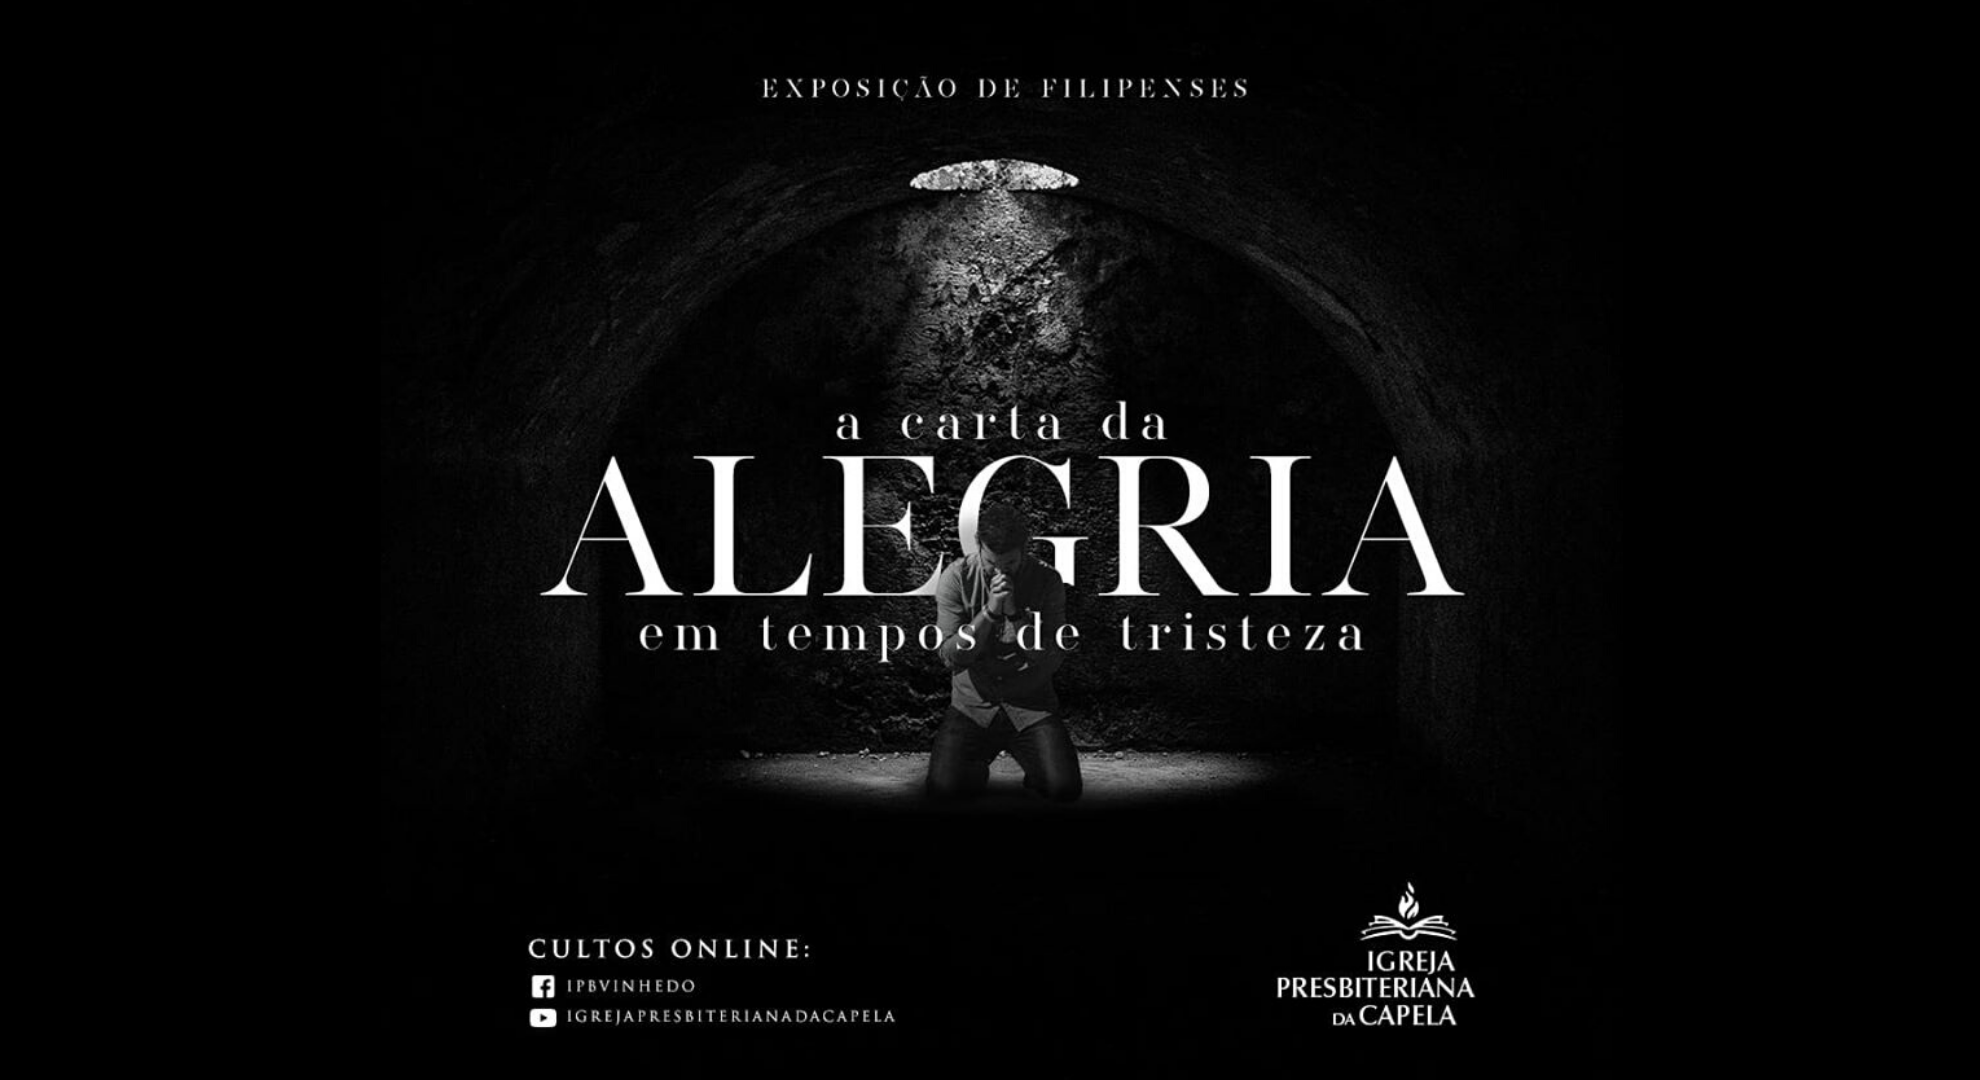 EXPOSIÇÃO DE FILIPENSES
a carta da
ALEGRIA
em tempos de tristeza
CULTOS ONLINE:
IPBVINHEDO
IGREJAPRESBITERIANADACAPELA
IGREJA
PRESBITERIANA
DA CAPELA